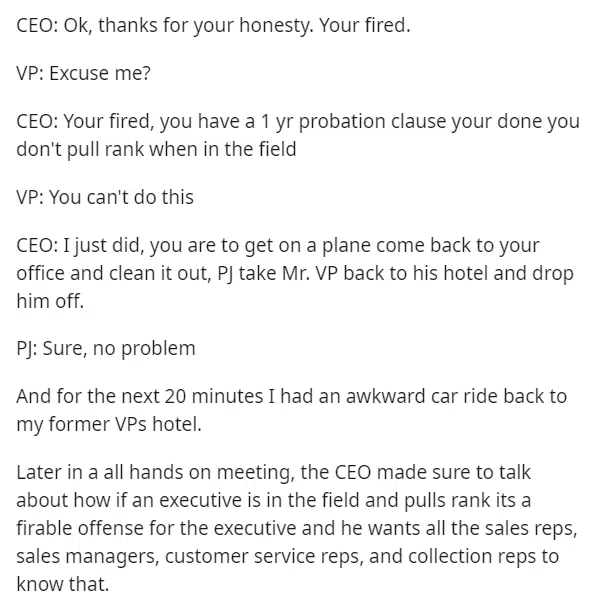 CEO: Ok, thanks for your honesty. Your fired.
VP: Excuse me?
CEO: Your fired, you have a 1 yr probation clause your done you
don't pull rank when in the field
VP: You can't do this
CEO: I just did, you are to get on a plane come back to your
office and clean it out, PJ take Mr. VP back to his hotel and drop
him off.
PJ: Sure, no problem
And for the next 20 minutes I had an awkward car ride back to
my former VPs hotel.
Later in a all hands on meeting, the CEO made sure to talk
about how if an executive is in the field and pulls rank its a
firable offense for the executive and he wants all the sales reps,
sales managers, customer service reps, and collection reps to
know that.